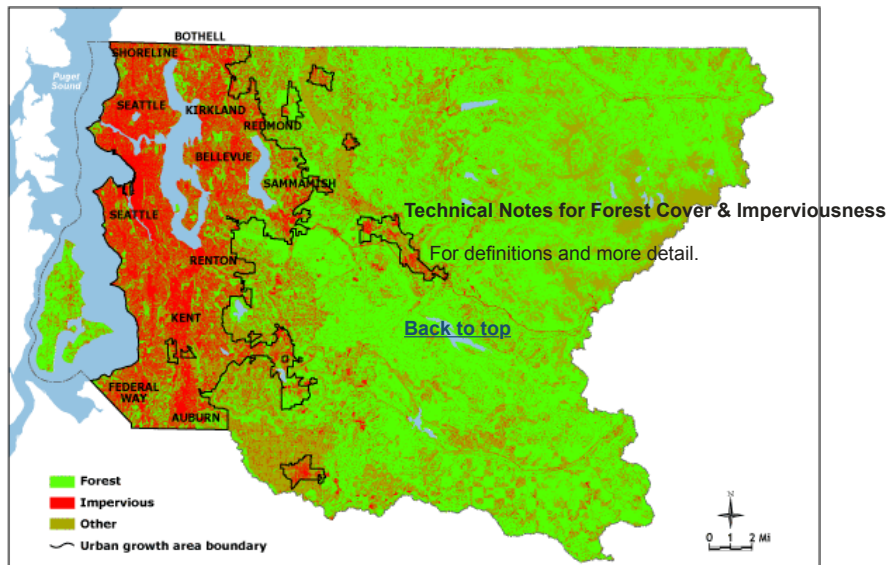 BOTHELL
SHORELINE
Puget
Sound
SEATTLE
KIRKLAND
REDMOND
BELLEVUE
SAMMAMISH
Technical Notes for Forest Cover & Imperviousness
SEATTLE
For definitions and more detail.
RENTON
KENT
Back to top
FEDERAL
WAY
AUBURN
Forest
Impervious
Other
Urban growth area boundary
N
0 1 2 Mi